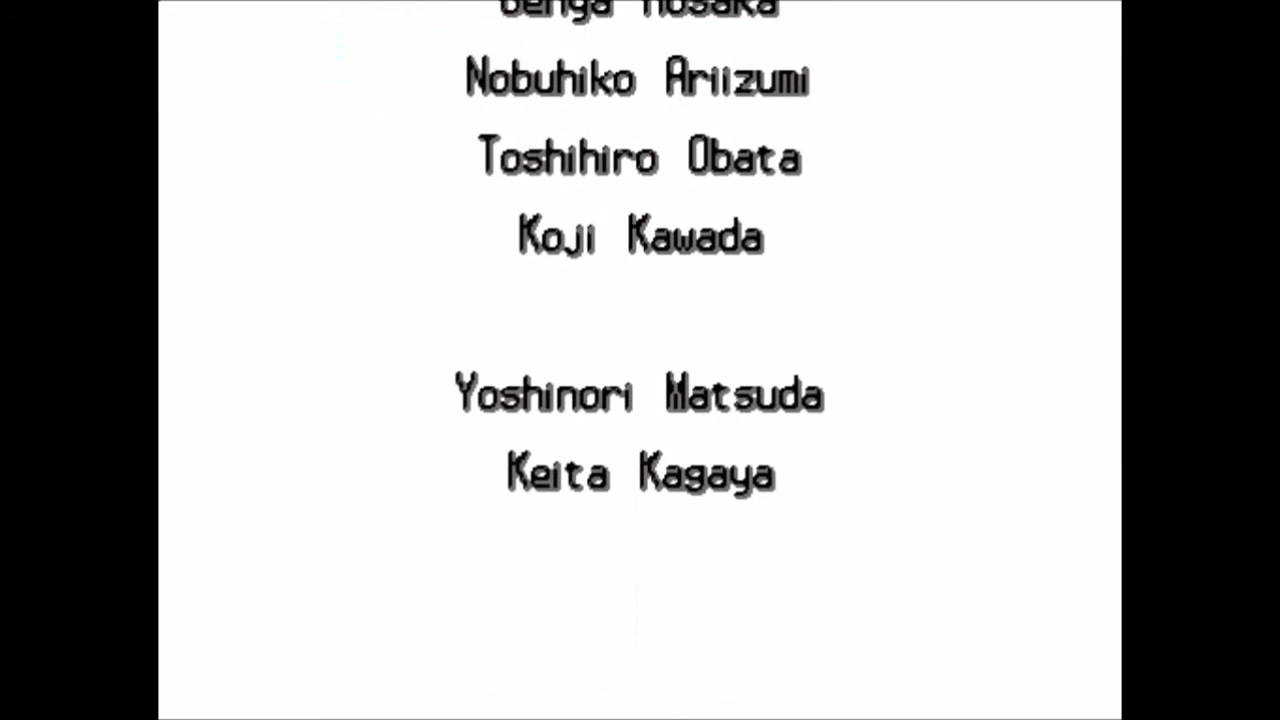 Nobuhiko Ariizumi
Toshihiro Obata
Koji Kawada
Yoshinori Matsuda
Keita Kagaya